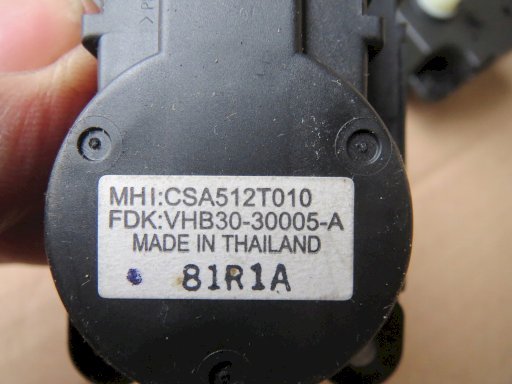 >P
MHI:CSA512T010
FDK:VHB30-30005-A
MADE IN THAILAND
81R1A